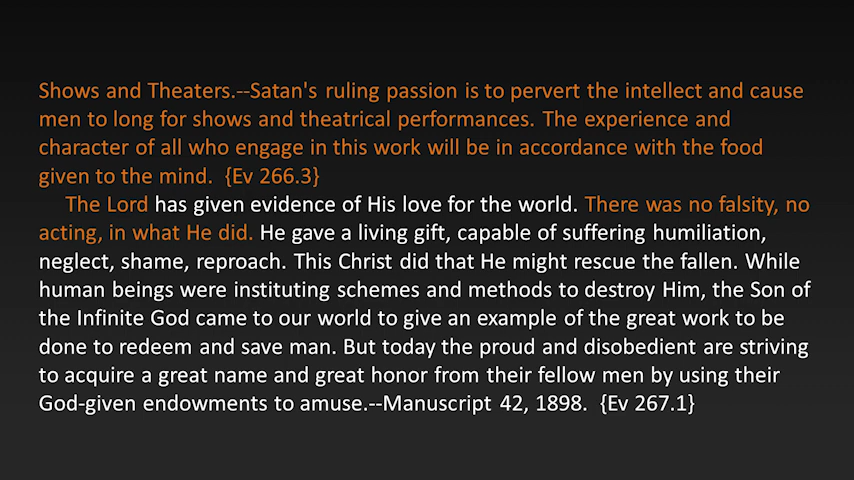 Shows and Theaters.--Satan's ruling passion is to pervert the intellect and cause
men to long for shows and theatrical performances. The experience and
character of all who engage in this work will be in accordance with the food
given to the mind. {Ev 266.3}
The Lord has given evidence of His love for the world. There was no falsity, no
acting, in what He did. He gave a living gift, capable of suffering humiliation,
neglect, shame, reproach. This Christ did that He might rescue the fallen. While
human beings were instituting schemes and methods to destroy Him, the Son of
the Infinite God came to our world to give an example of the great work to be
done to redeem and save man. But today the proud and disobedient are striving
to acquire a great name and great honor from their fellow men by using their
God-given endowments to amuse.--Manuscript 42, 1898. {Ev 267.1}